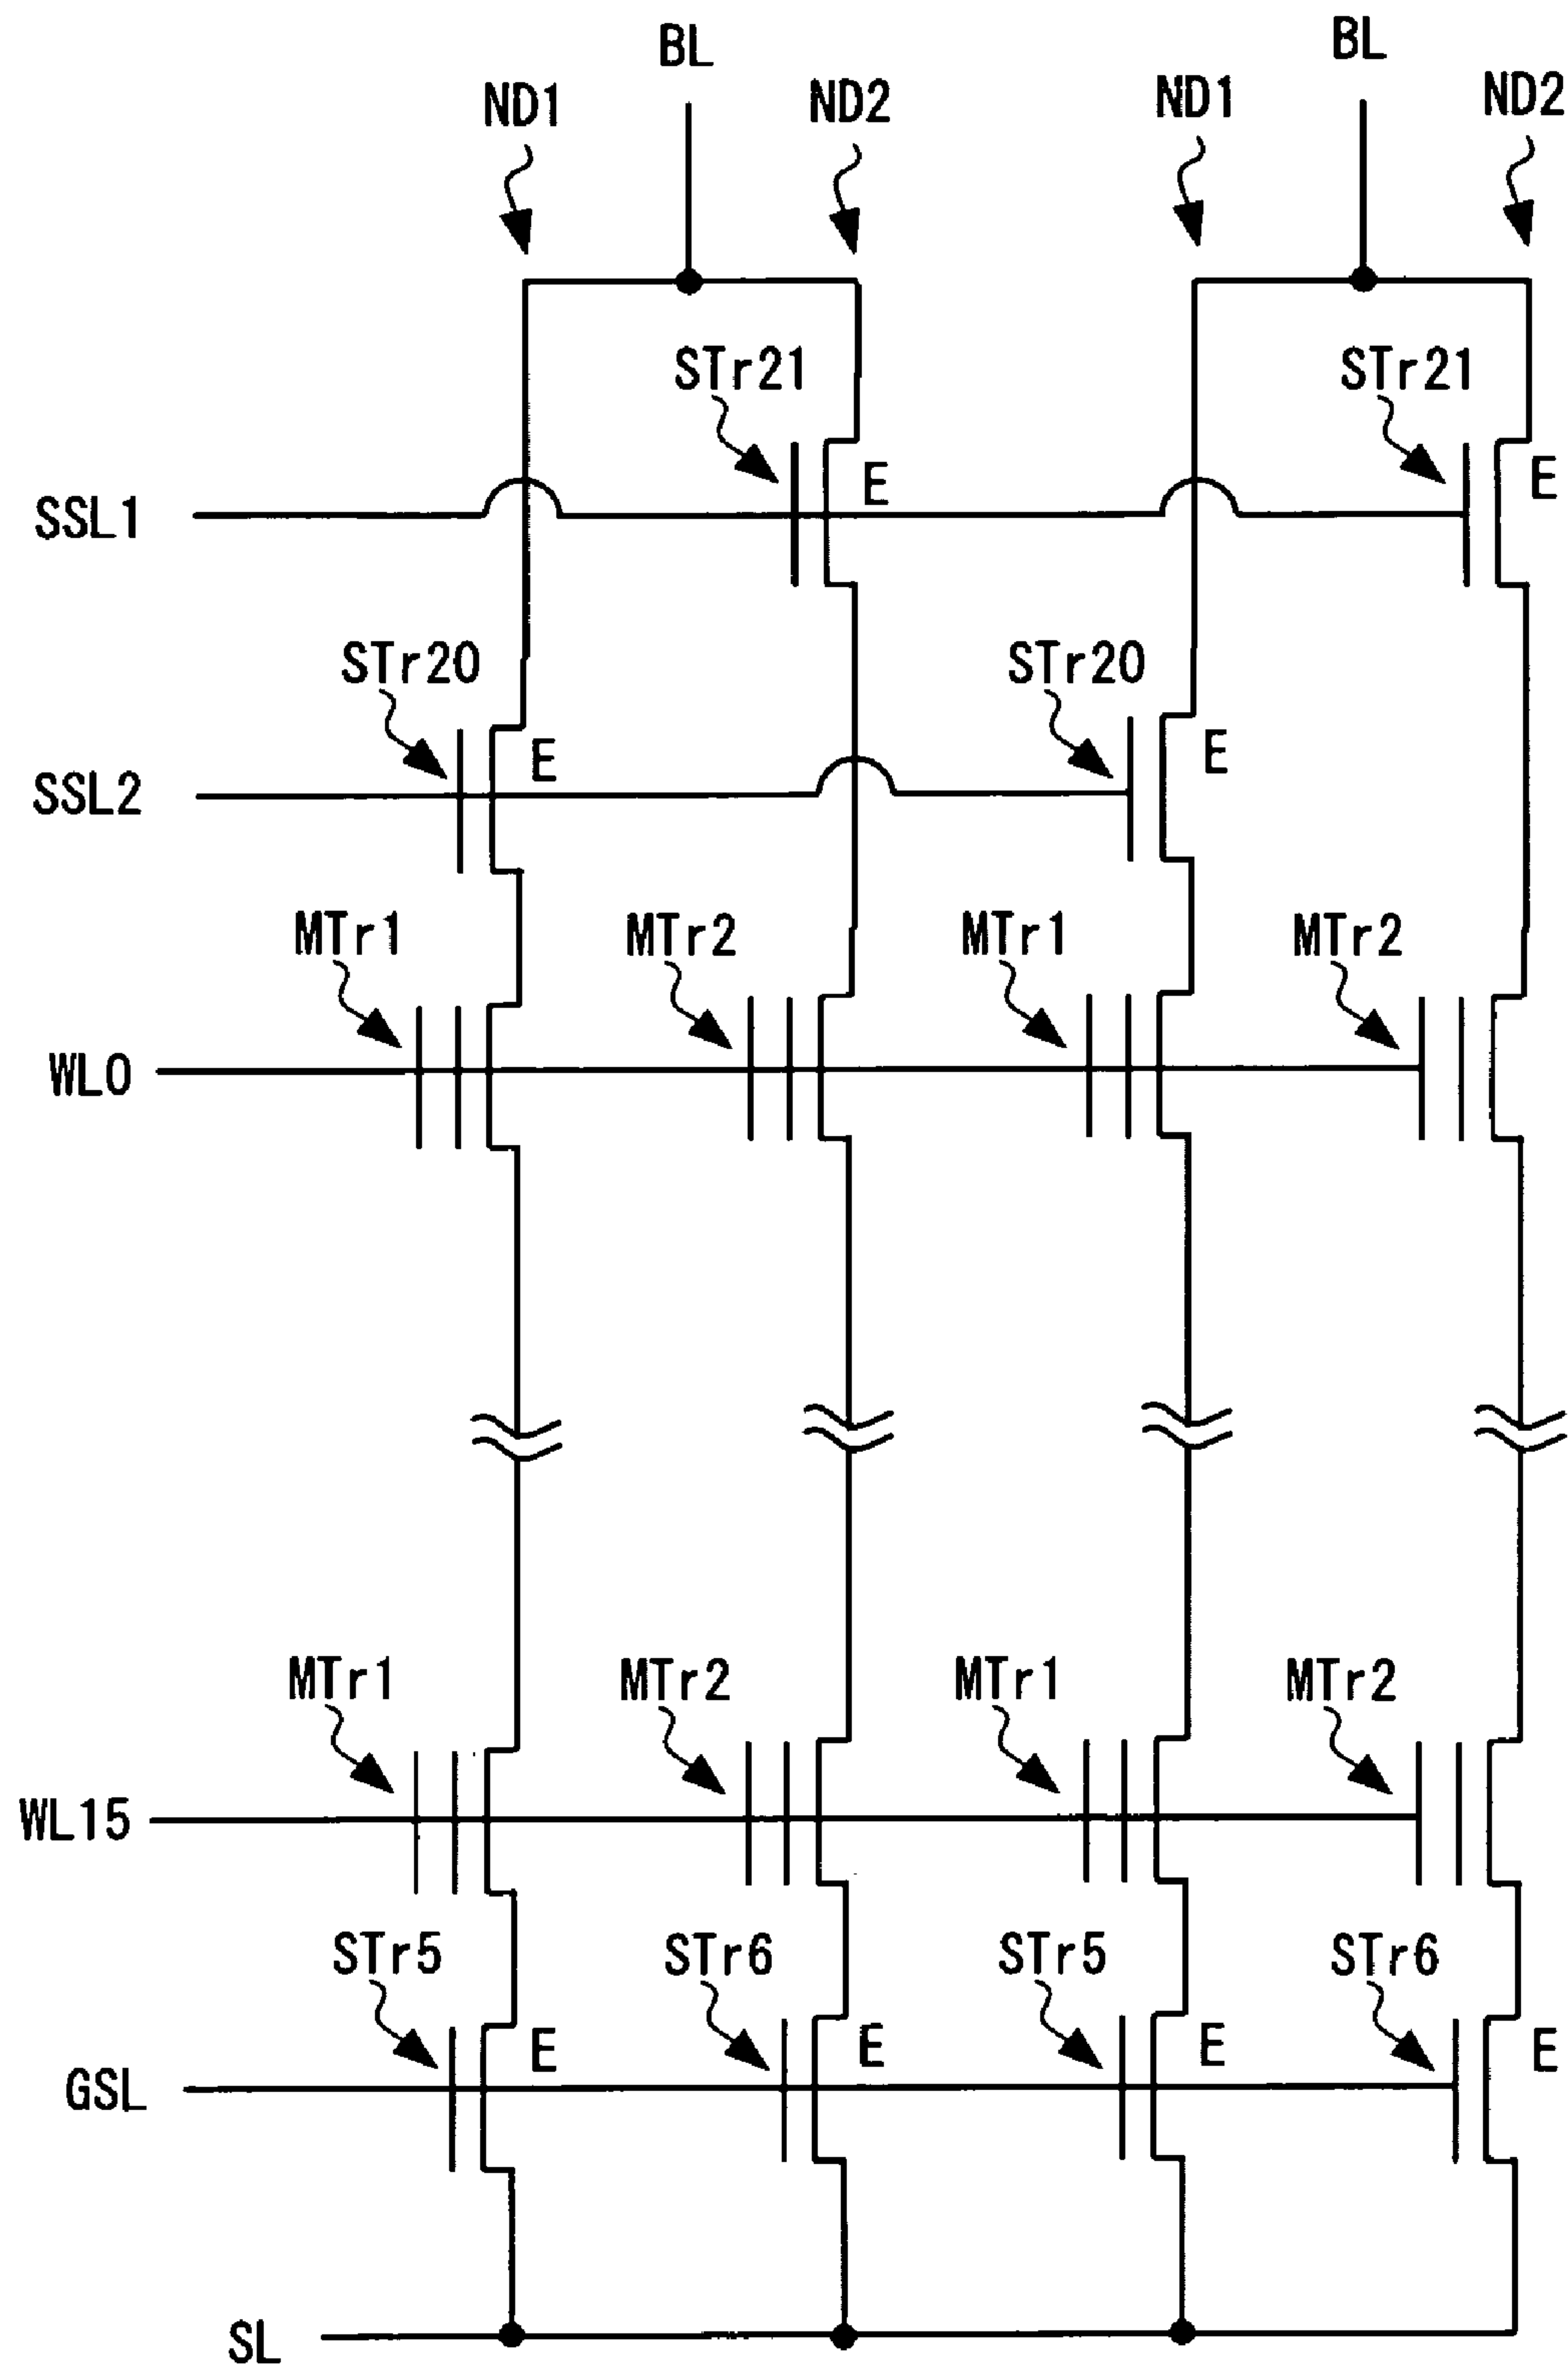 BL BL
ND1 ND2 ND1 ND2
STr21 STr21
E E
SSL1
STr20 STr20
E E
SSL2
MTr1 MTr2 MTr1 MTr2
WL0
MTr1 MTr2 MTr1 MTr2
WL15
STr5 STr6 STr5 STr6
E E E E
GSL
SL